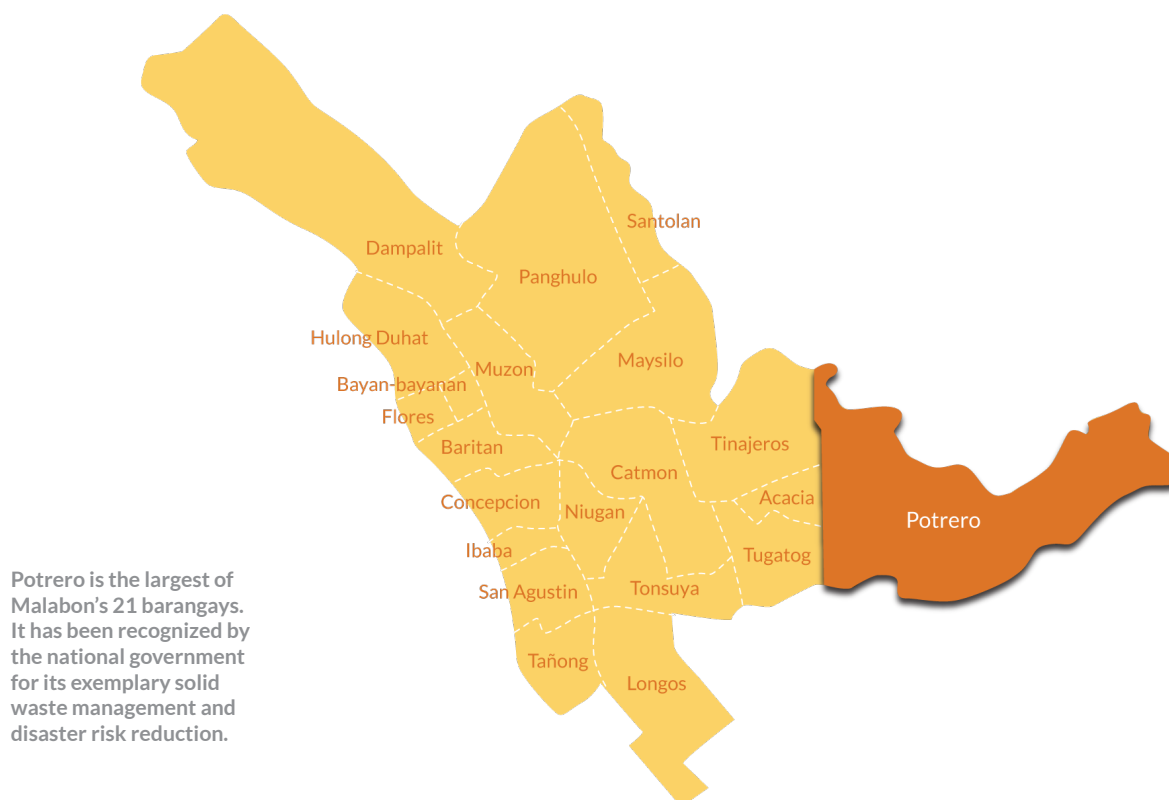 Santolan
Dampalit
Panghulo
Hulong Duhat
Maysilo
Muzon
Bayan-bayanan
Flores
Tinajeros
Baritan
Catmon
Acacia
Concepcion
Niugan
Potrero
Ibaba
Tugatog
San Agustin
Tonsuya
Tañong
Longos
Potrero is the largest of
Malabon's 21 barangays.
It has been recognized by
the national government
for its exemplary solid
waste management and
disaster risk reduction.